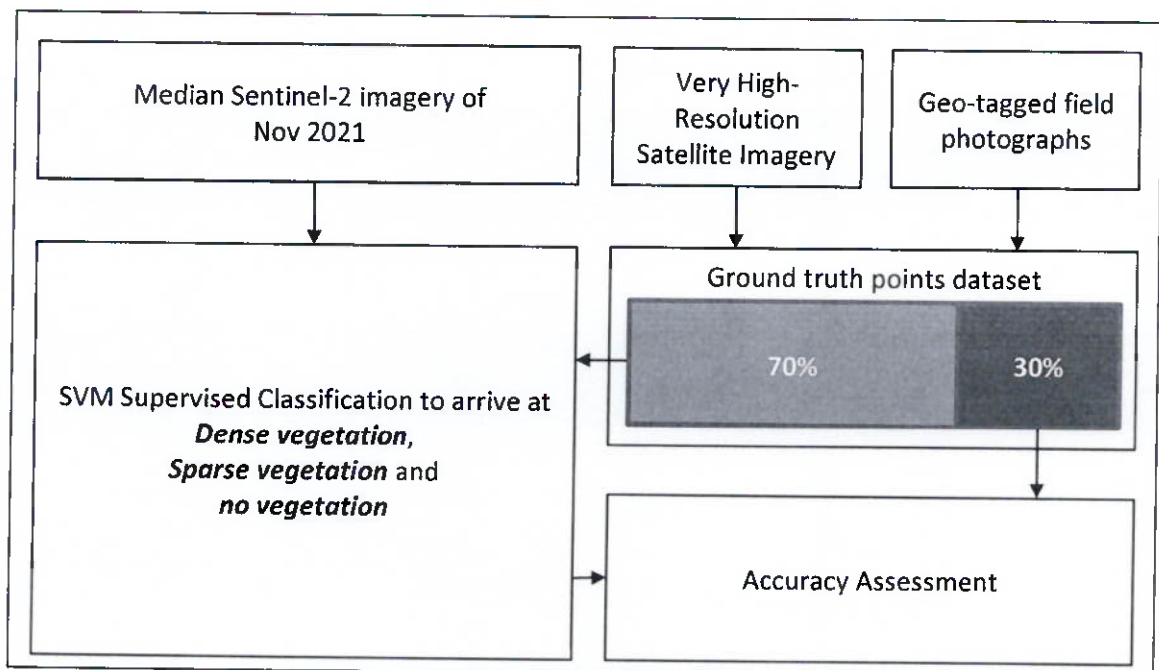 Median Sentinel-2 imagery of
Nov 2021
Very High-
Resolution
Satellite Imagery
Geo-tagged field
photographs
Ground truth points dataset
70%
30%
SVM Supervised Classification to arrive at
Dense vegetation,
Sparse vegetation and
no vegetation
Accuracy Assessment